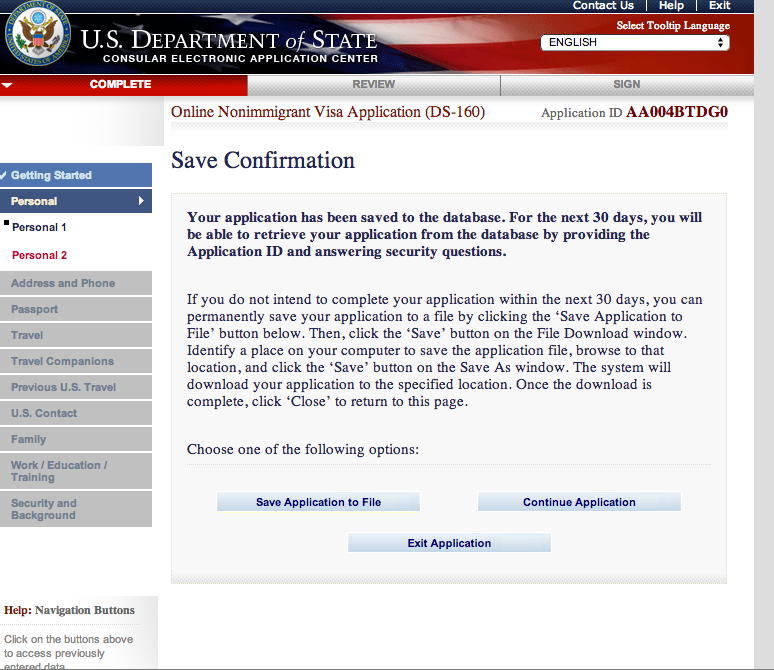 Contact Us | Help | Exit
Select Tooltip Language
ENGLISH
U.S. DEPARTMENT of STATE
CONSULAR ELECTRONIC APPLICATION CENTER
COMPLETE
REVIEW
SIGN
Online Nonimmigrant Visa Application (DS-160)
Application ID AA004BTDG0
Save Confirmation
Getting Started
Personal
Personal 1
Personal 2
Address and Phone
Passport
Travel
Travel Companions
Previous U.S. Travel
U.S. Contact
Family
Work / Education /
Training
Security and
Background
Your application has been saved to the database. For the next 30 days, you will
be able to retrieve your application from the database by providing the
Application ID and answering security questions.
If you do not intend to complete your application within the next 30 days, you can
permanently save your application to a file by clicking the ‘Save Application to
File’ button below. Then, click the ‘Save’ button on the File Download window.
Identify a place on your computer to save the application file, browse to that
location, and click the ‘Save’ button on the Save As window. The system will
download your application to the specified location. Once the download is
complete, click ‘Close’ to return to this page.
Choose one of the following options:
Save Application to File
Continue Application
Exit Application
Help: Navigation Buttons
Click on the buttons above
to access previously
entered data